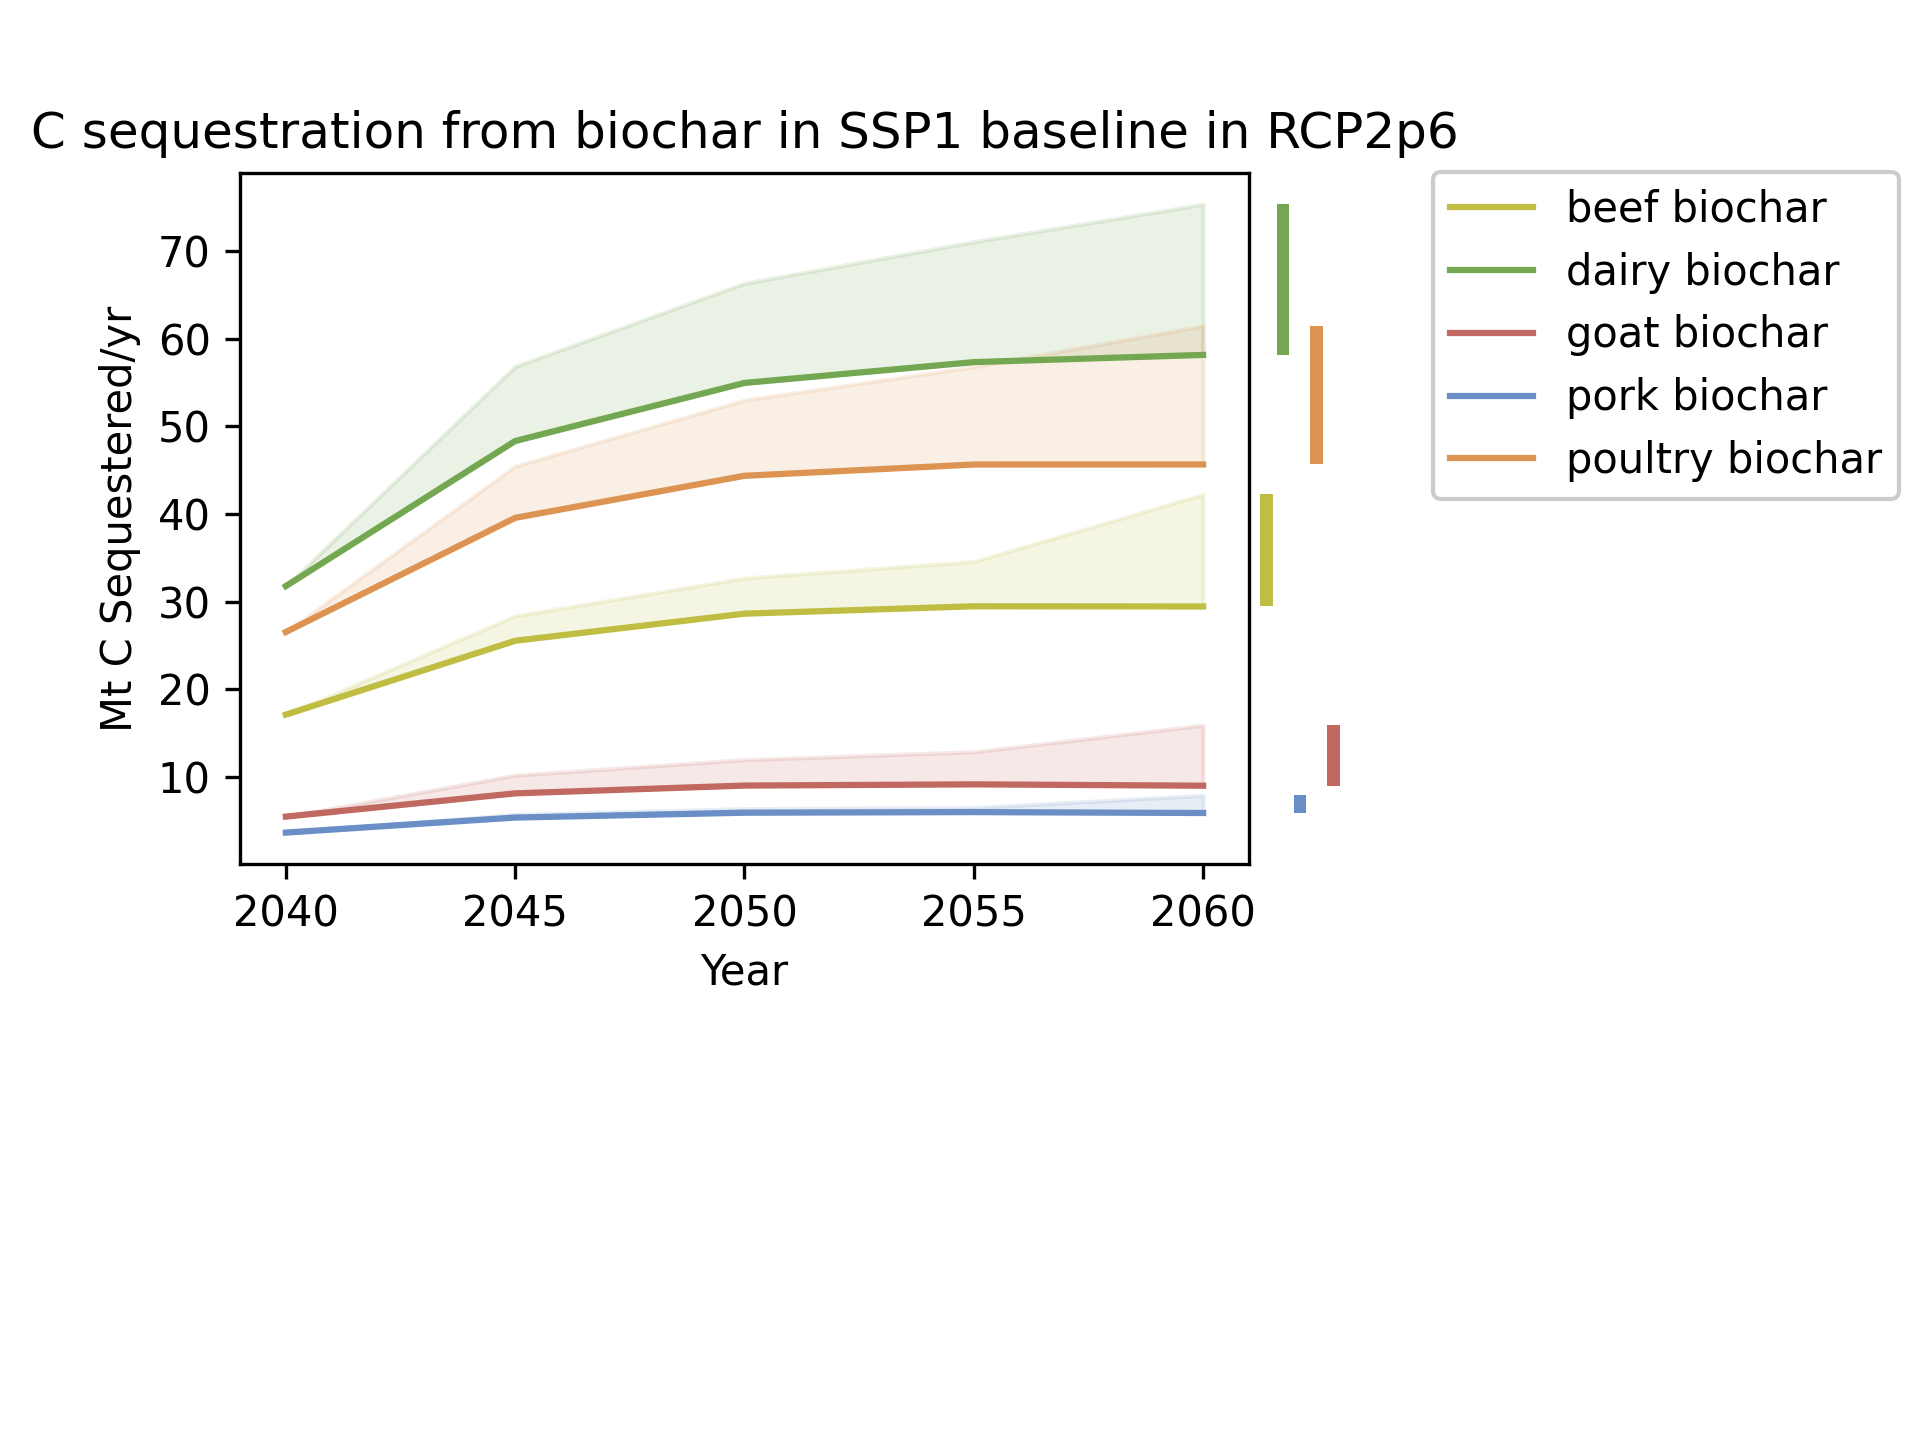 C sequestration from biochar in SSP1 baseline in RCP2p6
Mt C Sequestered/yr
70
60
50
40
30
20
10
2040 2045 2050 2055 2060
Year
beef biochar
dairy biochar
goat biochar
pork biochar
poultry biochar